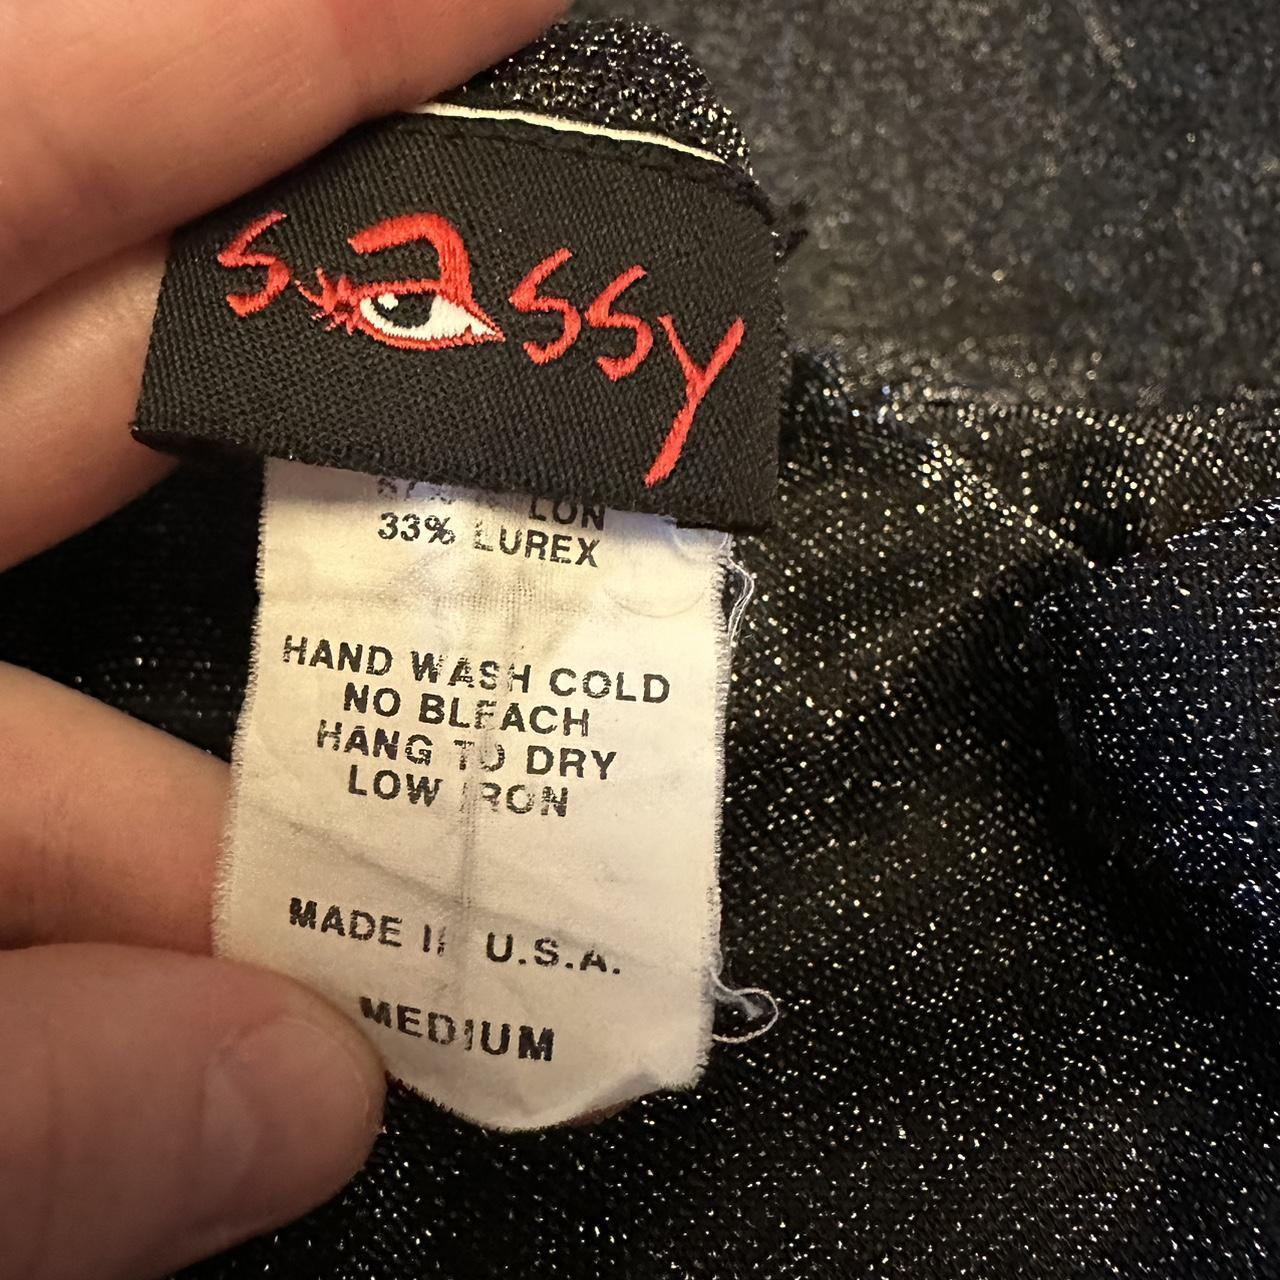 sassy
33% LUREX
HAND WASH COLD
NO BLEACH
HANG TO DRY
LOW IRON
MADE IN U.S.A.
MEDIUM